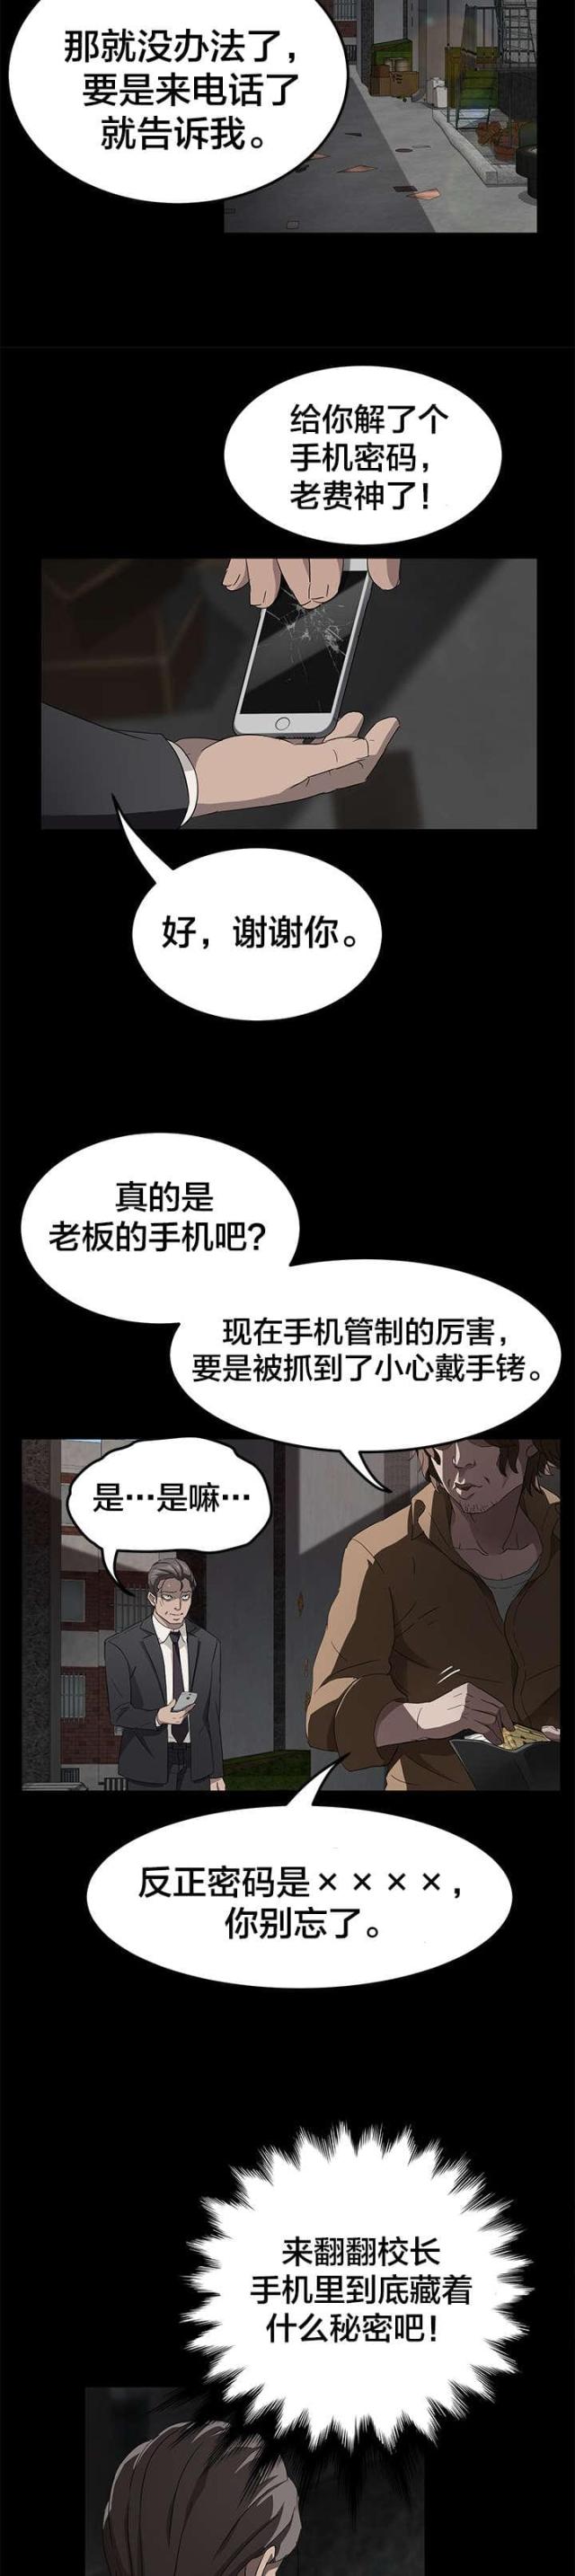 那就没办法了，
要是来电话了
就告诉我。
给你解了个
手机密码，
老费神了！
好，谢谢你。
真的是
老板的手机吧？
现在手机管制的厉害，
要是被抓到了小心戴手铐。
是…是嘛…
反正密码是××××，
你别忘了。
来翻翻校长
手机里到底藏着
什么秘密吧！